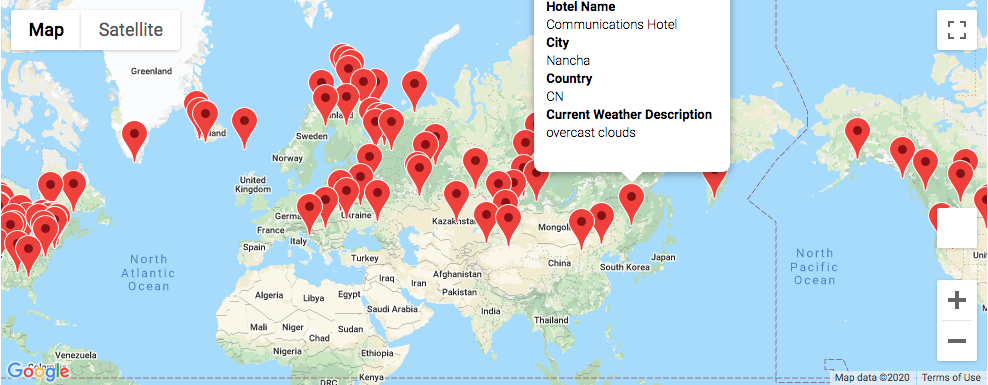 Map
Satellite
Hotel Name
Communications Hotel
City
Nancha
Country
CN
Current Weather Description
overcast clouds
Greenland
Sweden
Norway
United
Kingdom
Germany
France
Ukraine
Italy
Spain
Turkey
Kazakhstan
Mongolia
China
Japan
South Korea
Iraq
Iran
Afghanistan
Pakistan
Algeria
Libya
Egypt
Saudi Arabia
India
Thailand
Mali
Niger
Chad
Sudan
Nigeria
Ethiopia
DRC
Kenya
Venezuela
North
Atlantic
Ocean
North
Pacific
Ocean
Google
Map data ©2020
Terms of Use